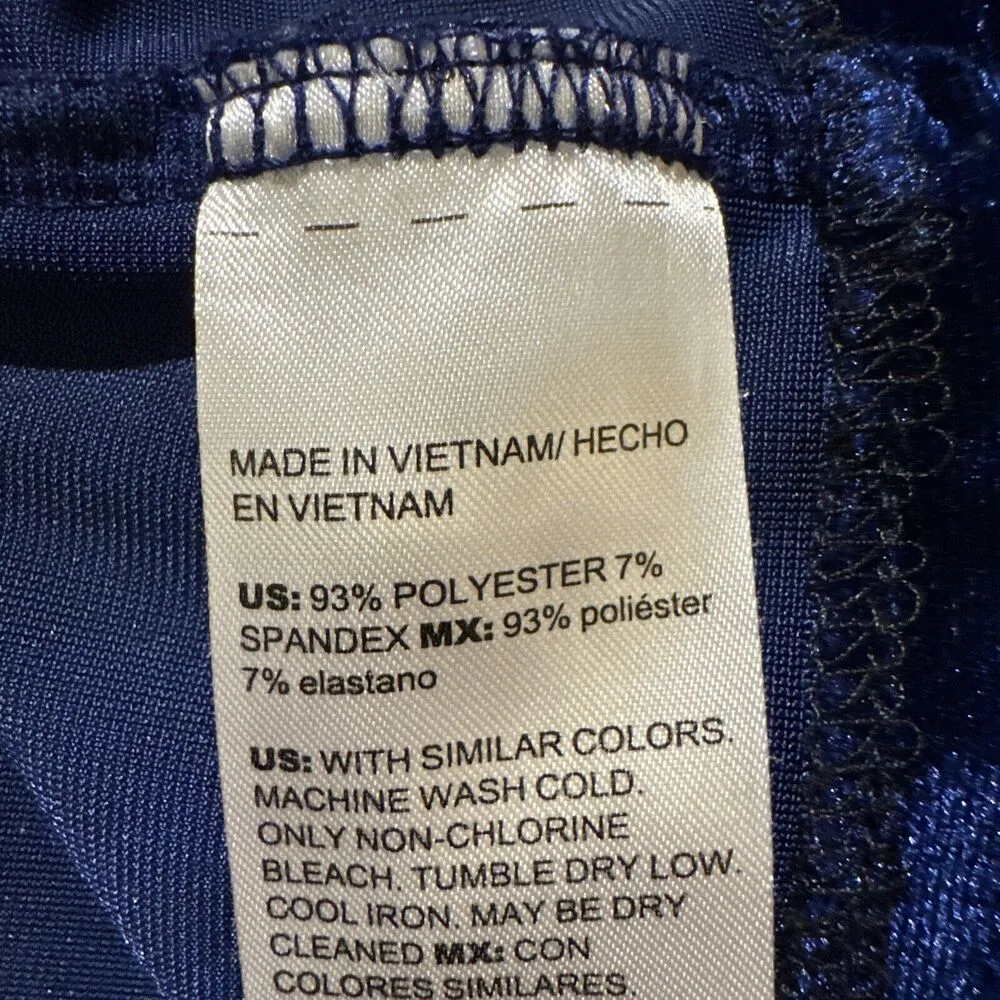 MADE IN VIETNAM/ HECHO
EN VIETNAM
US: 93% POLYESTER 7%
SPANDEX MX: 93% poliéster
7% elastano
US: WITH SIMILAR COLORS.
MACHINE WASH COLD.
ONLY NON-CHLORINE
BLEACH. TUMBLE DRY LOW.
COOL IRON. MAY BE DRY
CLEANED MX: CON
COLORES SIMILARES.